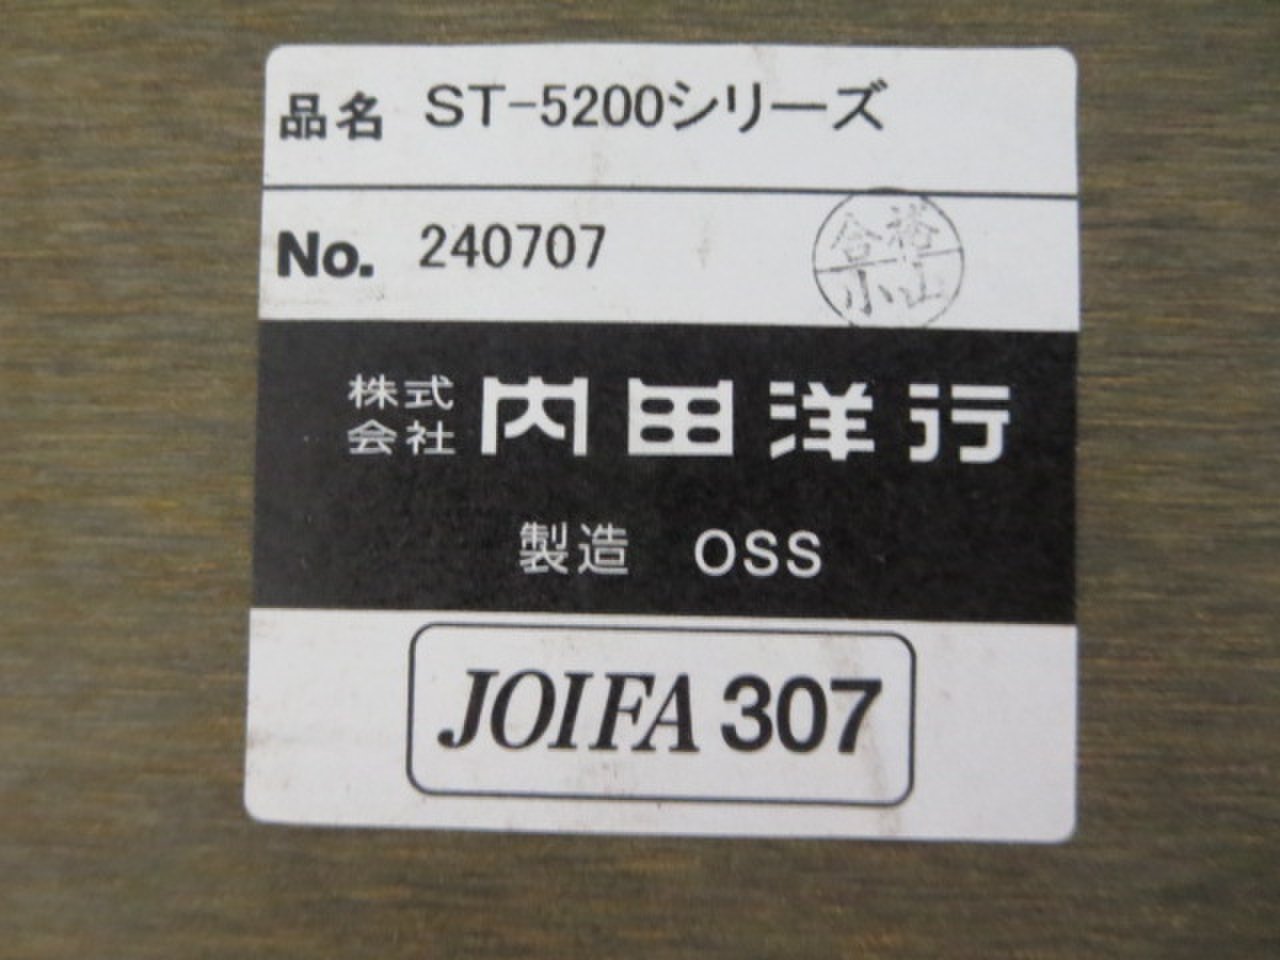 品名 ST-5200シリーズ
No. 240707
合格
小山
株式会社 内田洋行
製造 OSS
JOIFA 307